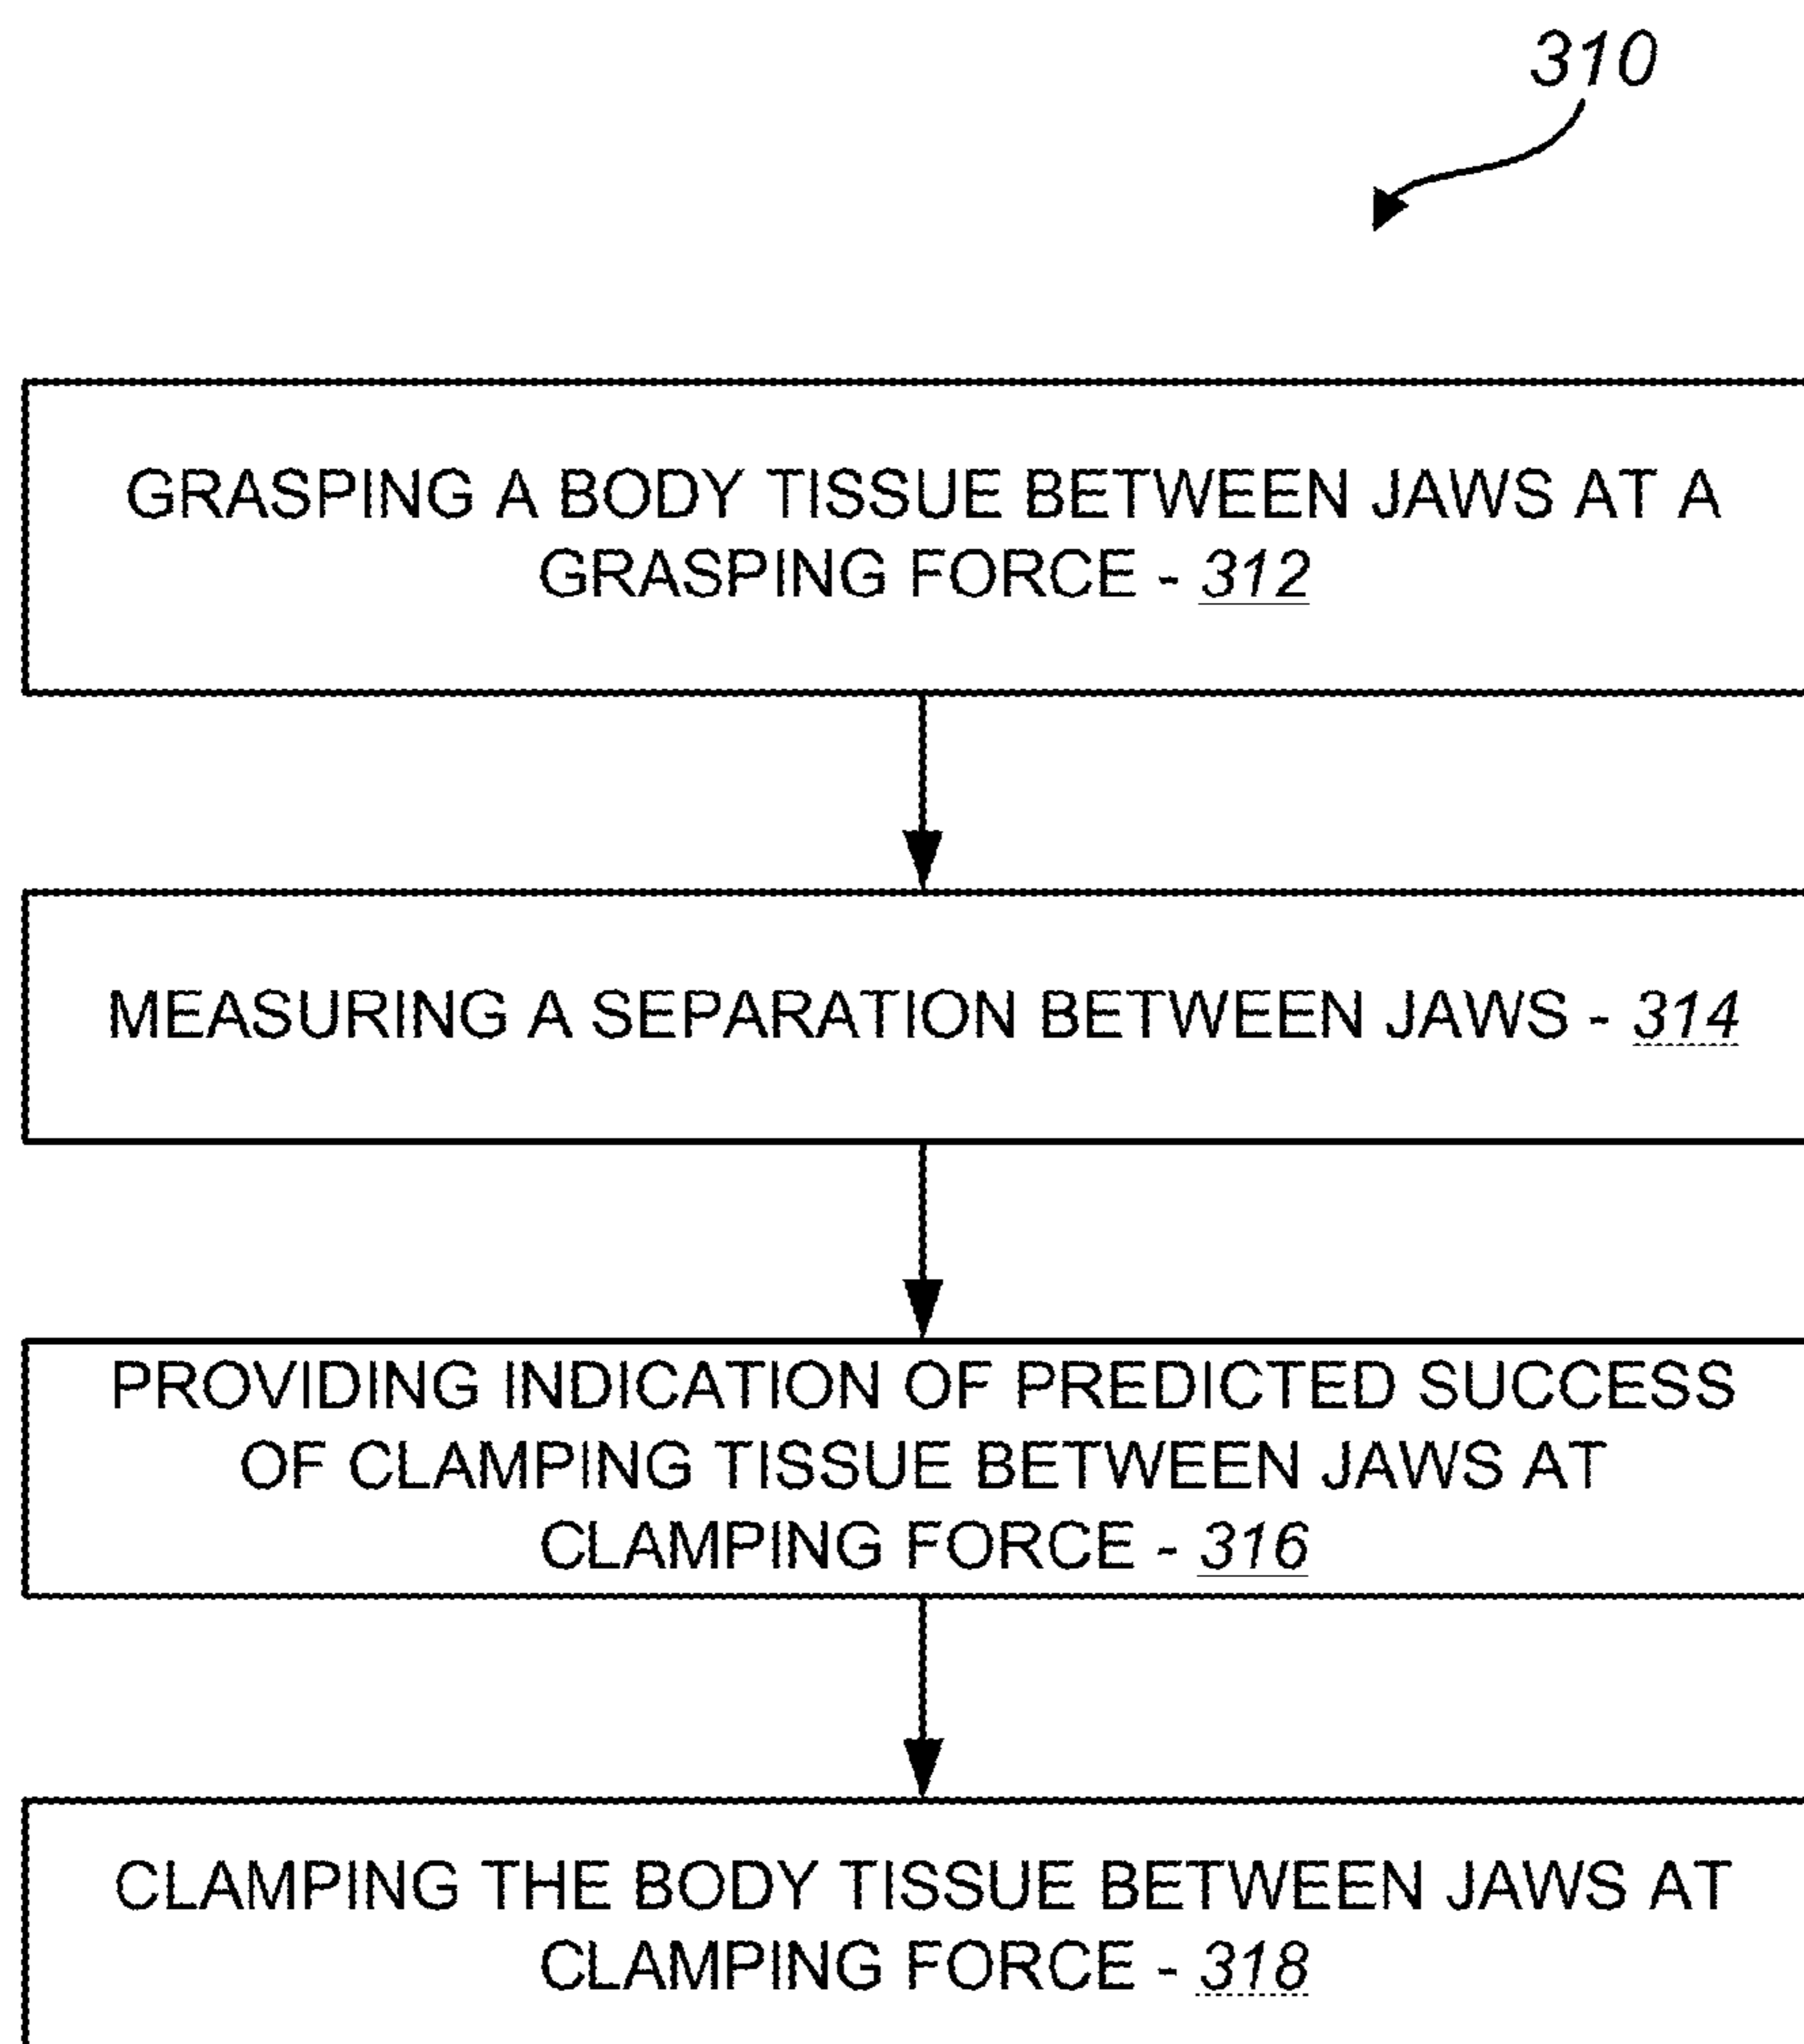 310
GRASPING A BODY TISSUE BETWEEN JAWS AT A
GRASPING FORCE - 312
MEASURING A SEPARATION BETWEEN JAWS - 314
PROVIDING INDICATION OF PREDICTED SUCCESS
OF CLAMPING TISSUE BETWEEN JAWS AT
CLAMPING FORCE - 316
CLAMPING THE BODY TISSUE BETWEEN JAWS AT
CLAMPING FORCE - 318